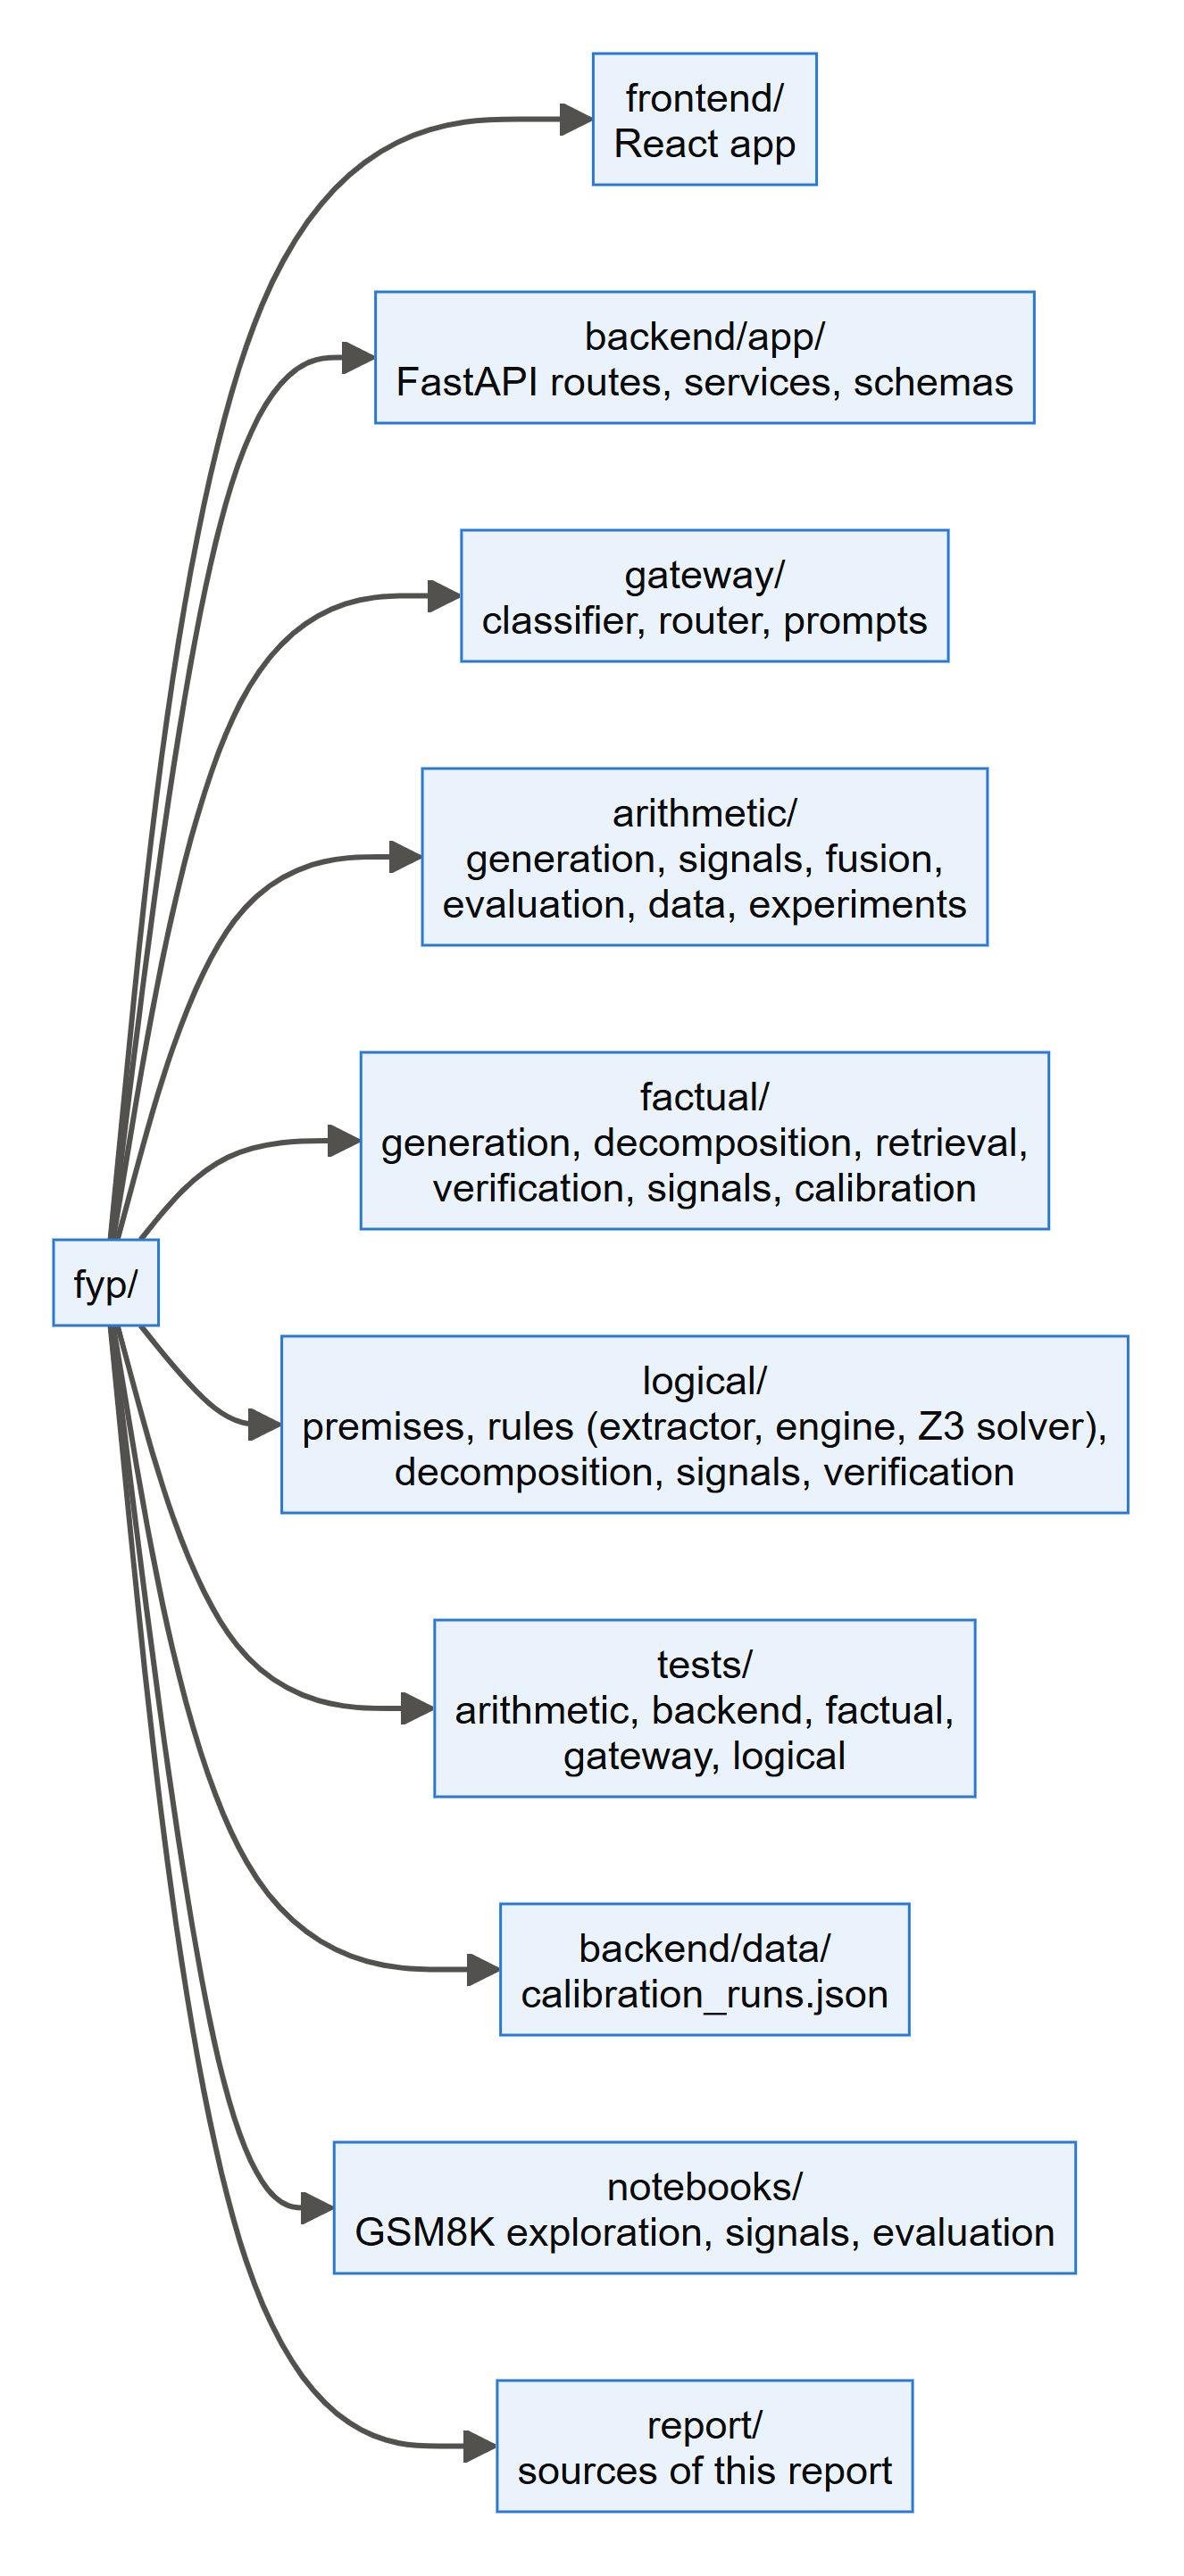 frontend/
React app
backend/app/
FastAPI routes, services, schemas
gateway/
classifier, router, prompts
arithmetic/
generation, signals, fusion,
evaluation, data, experiments
factual/
generation, decomposition, retrieval,
verification, signals, calibration
fyp/
logical/
premises, rules (extractor, engine, Z3 solver),
decomposition, signals, verification
tests/
arithmetic, backend, factual,
gateway, logical
backend/data/
calibration_runs.json
notebooks/
GSM8K exploration, signals, evaluation
report/
sources of this report